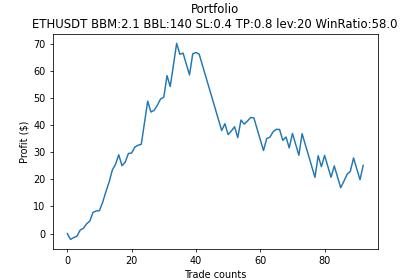 Portfolio
ETHUSDT BBM:2.1 BBL:140 SL:0.4 TP:0.8 lev:20 WinRatio:58.0
70
60
50
40
30
20
10
0
Profit ($)
0 20 40 60 80
Trade counts